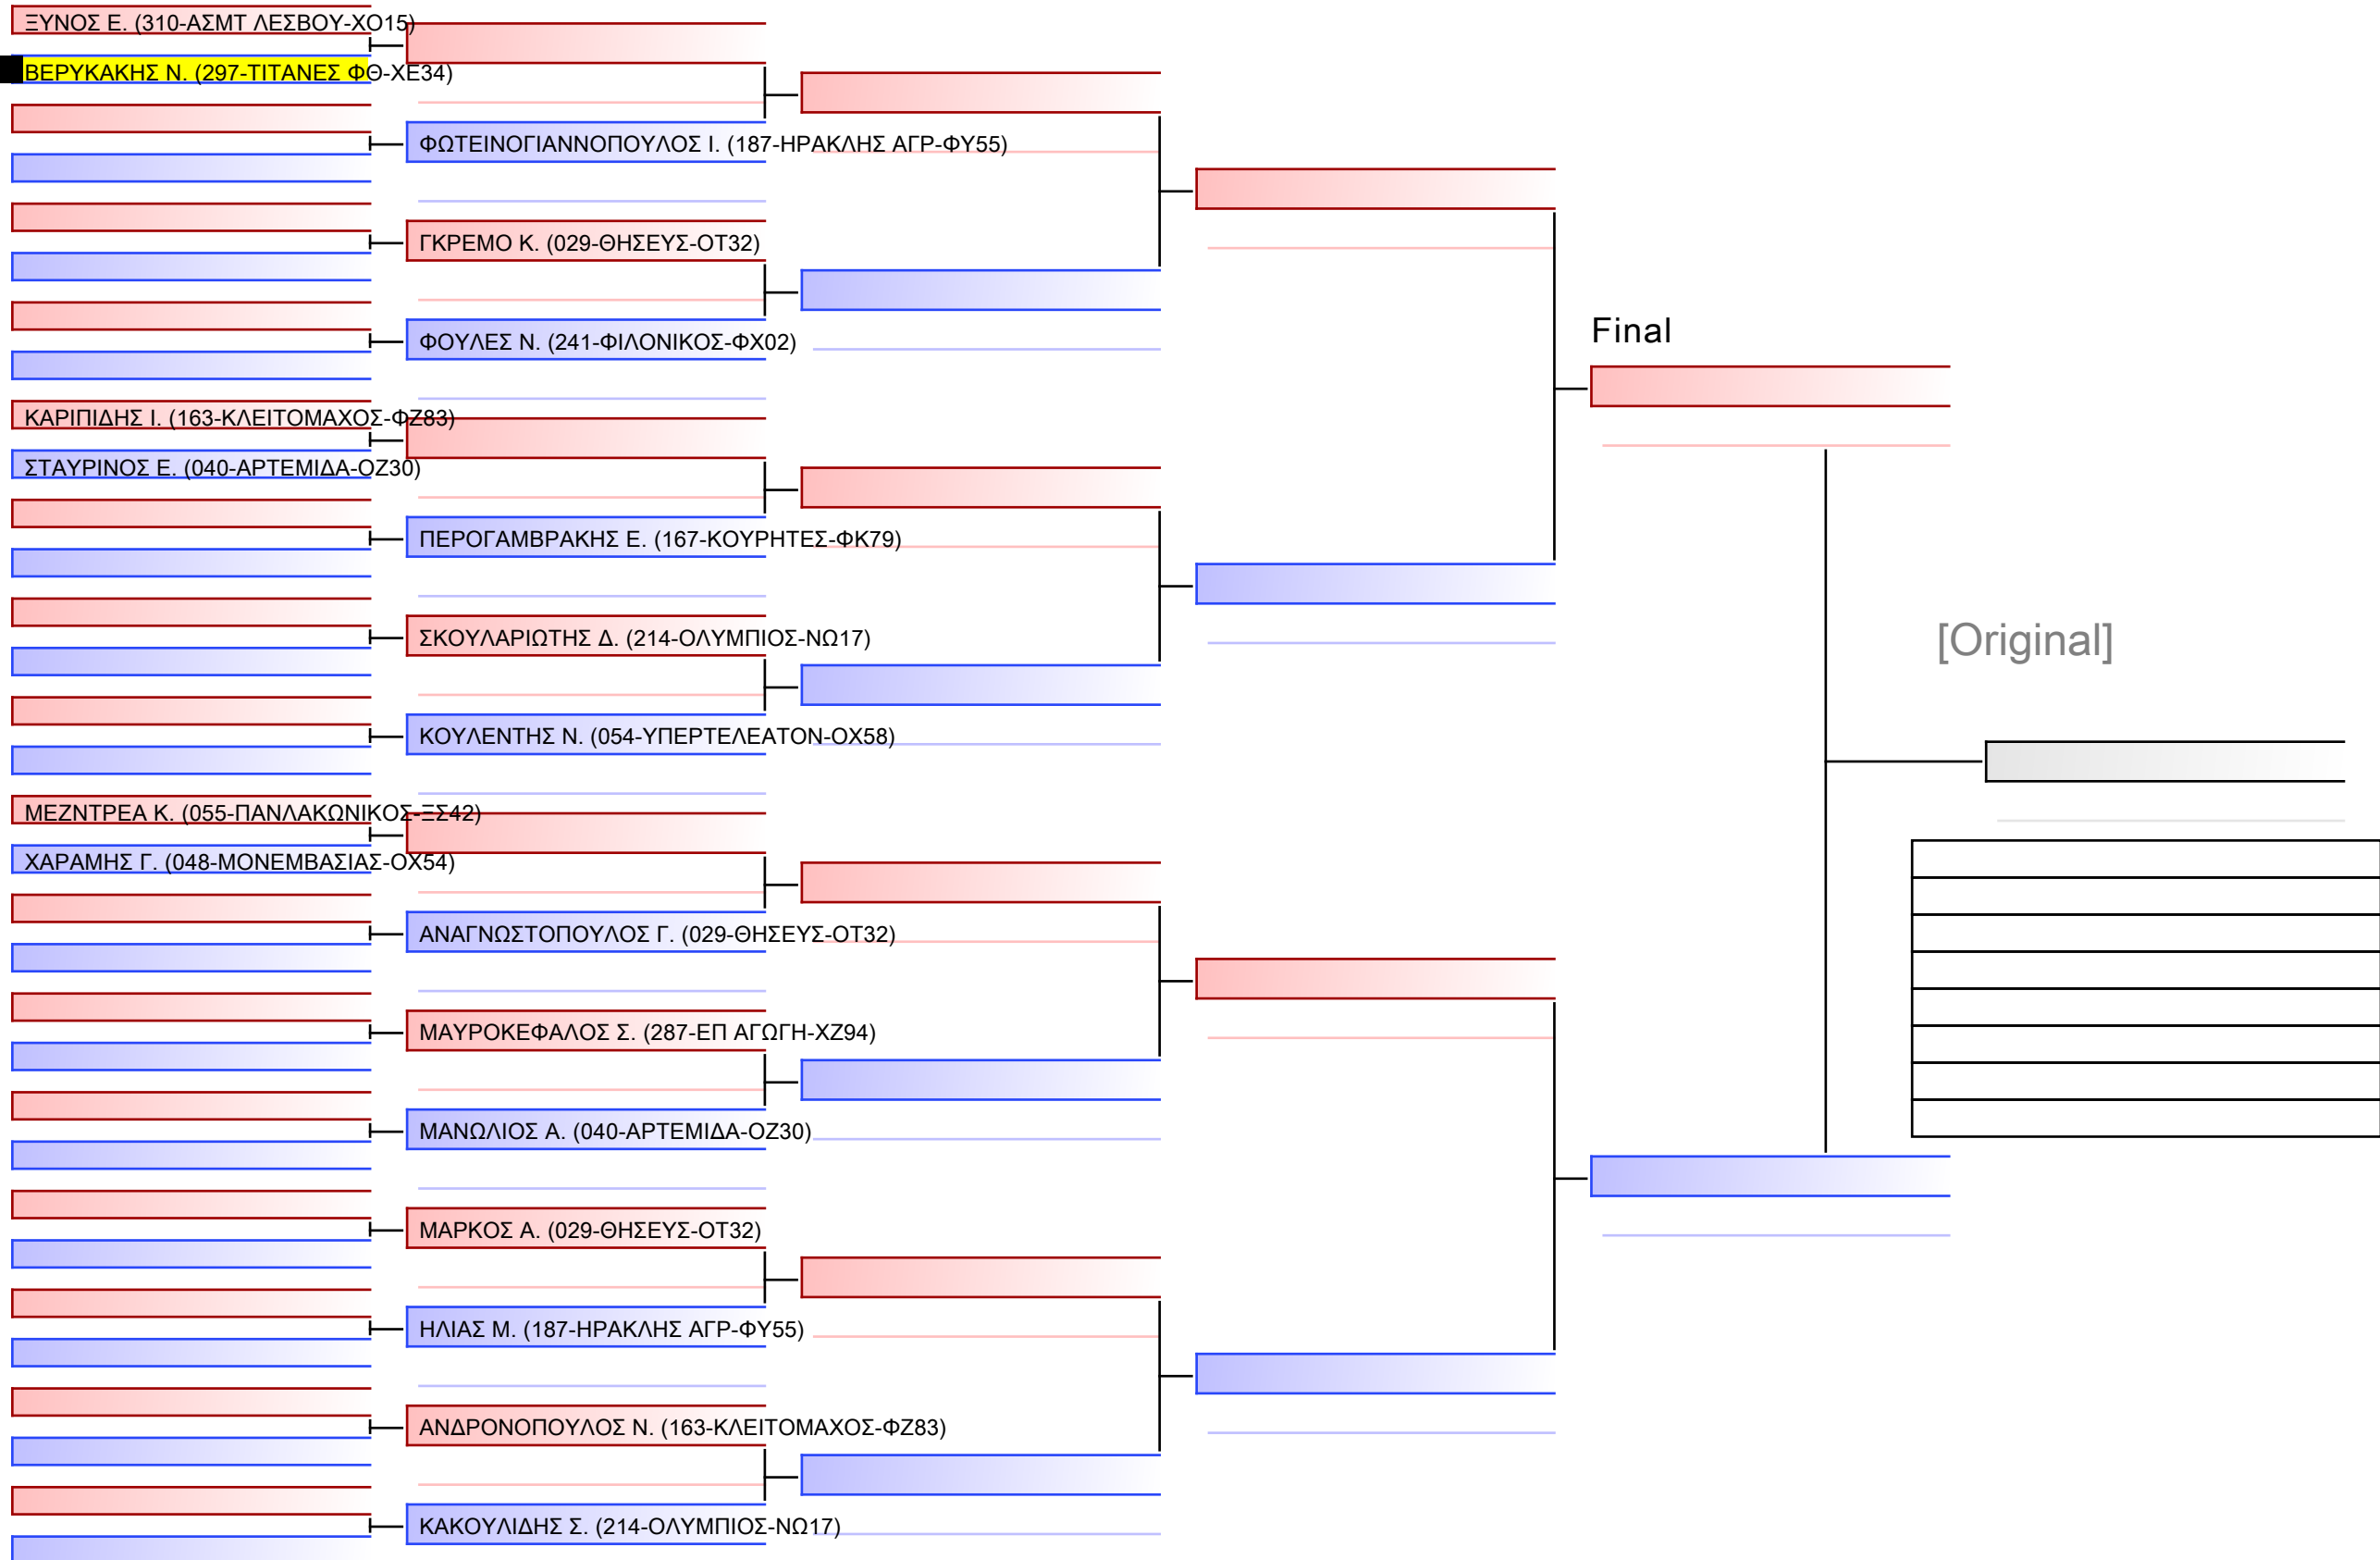 ΞΥΝΟΣ Ε. (310-ΑΣΜΤ ΛΕΣΒΟΥ-ΧΟ15)
ΒΕΡΥΚΑΚΗΣ Ν. (297-ΤΙΤΑΝΕΣ ΦΘ-ΧΕ34)
ΦΩΤΕΙΝΟΓΙΑΝΝΟΠΟΥΛΟΣ Ι. (187-ΗΡΑΚΛΗΣ ΑΓΡ-ΦΥ55)
ΓΚΡΕΜΟ Κ. (029-ΘΗΣΕΥΣ-ΟΤ32)
Final
ΦΟΥΛΕΣ Ν. (241-ΦΙΛΟΝΙΚΟΣ-ΦΧ02)
ΚΑΡΙΠΙΔΗΣ Ι. (163-ΚΛΕΙΤΟΜΑΧΟΣ-ΦΖ83)
ΣΤΑΥΡΙΝΟΣ Ε. (040-ΑΡΤΕΜΙΔΑ-ΟΖ30)
ΠΕΡΟΓΑΜΒΡΑΚΗΣ Ε. (167-ΚΟΥΡΗΤΕΣ-ΦΚ79)
ΣΚΟΥΛΑΡΙΩΤΗΣ Δ. (214-ΟΛΥΜΠΙΟΣ-ΝΩ17)
[Original]
ΚΟΥΛΕΝΤΗΣ Ν. (054-ΥΠΕΡΤΕΛΕΑΤΟΝ-ΟΧ58)
ΜΕΖΝΤΡΕΑ Κ. (055-ΠΑΝΛΑΚΩΝΙΚΟΣ-ΞΣ42)
ΧΑΡΑΜΗΣ Γ. (048-ΜΟΝΕΜΒΑΣΙΑΣ-ΟΧ54)
ΑΝΑΓΝΩΣΤΟΠΟΥΛΟΣ Γ. (029-ΘΗΣΕΥΣ-ΟΤ32)
ΜΑΥΡΟΚΕΦΑΛΟΣ Σ. (287-ΕΠ ΑΓΩΓΗ-ΧΖ94)
ΜΑΝΩΛΙΟΣ Α. (040-ΑΡΤΕΜΙΔΑ-ΟΖ30)
ΜΑΡΚΟΣ Α. (029-ΘΗΣΕΥΣ-ΟΤ32)
ΗΛΙΑΣ Μ. (187-ΗΡΑΚΛΗΣ ΑΓΡ-ΦΥ55)
ΑΝΔΡΟΝΟΠΟΥΛΟΣ Ν. (163-ΚΛΕΙΤΟΜΑΧΟΣ-ΦΖ83)
ΚΑΚΟΥΛΙΔΗΣ Σ. (214-ΟΛΥΜΠΙΟΣ-ΝΩ17)